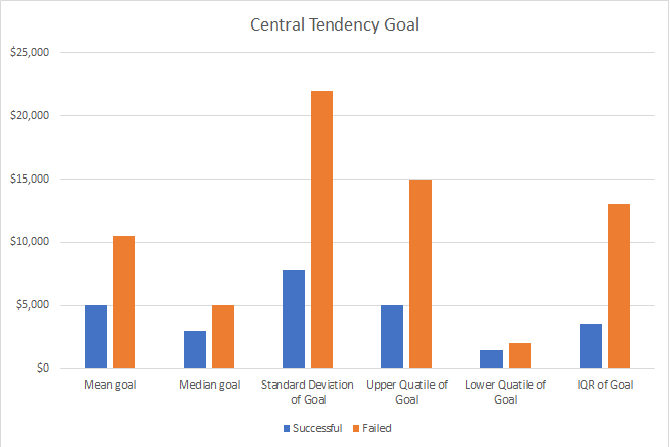 Central Tendency Goal
$25,000
$20,000
$15,000
$10,000
$5,000
$0
Mean goal
Median goal
Standard Deviation
of Goal
Upper Quatile of
Goal
Lower Quatile of
Goal
IQR of Goal
Successful
Failed